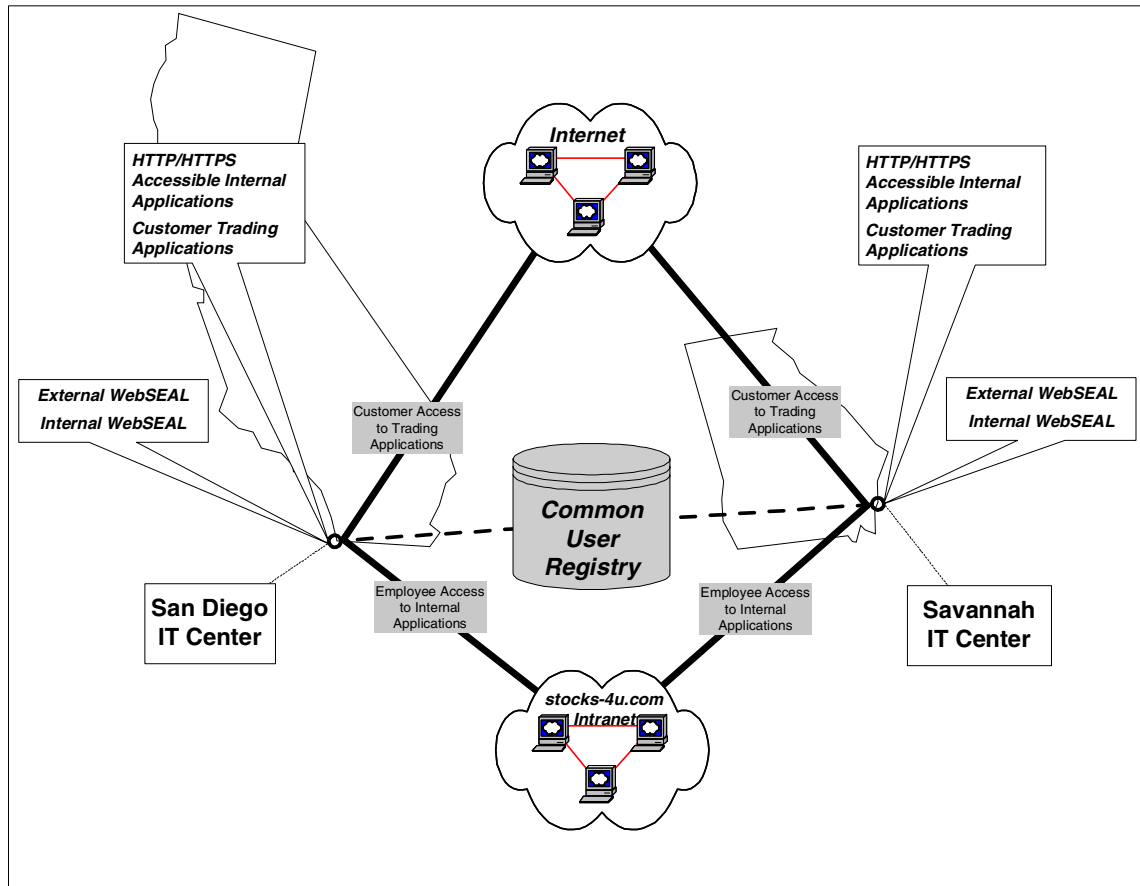 Internet
HTTP/HTTPS
Accessible Internal
Applications
Customer Trading
Applications
HTTP/HTTPS
Accessible Internal
Applications
Customer Trading
Applications
External WebSEAL
Internal WebSEAL
External WebSEAL
Internal WebSEAL
Customer Access
to Trading
Applications
Customer Access
to Trading
Applications
Common
User
Registry
San Diego
IT Center
Employee Access
to Internal
Applications
Employee Access
to Internal
Applications
Savannah
IT Center
stocks-4u.com
Intranet